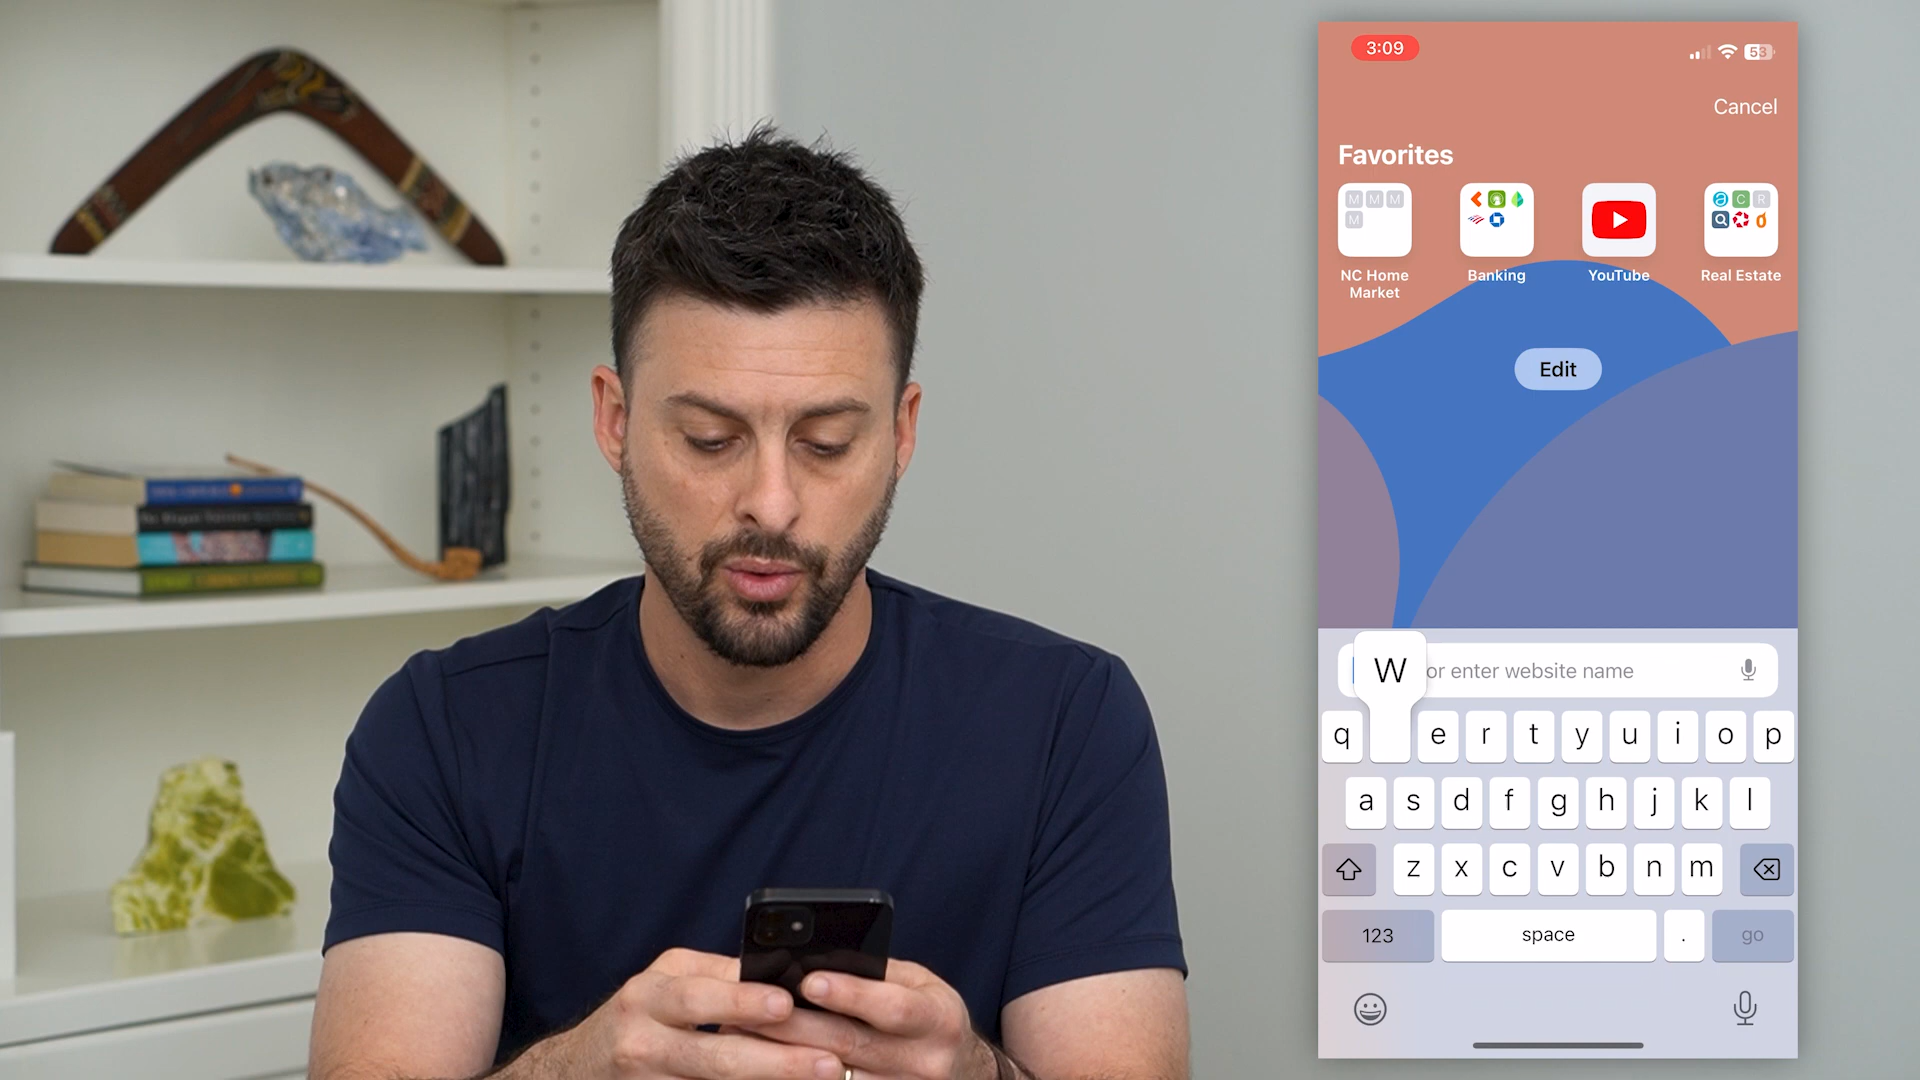 3:09
53
Cancel
Favorites
M M M
M
C R
NC Home
Market
Banking
YouTube
Real Estate
Edit
W
or enter website name
q e r t y u i o p
a s d f g h j k l
z x c v b n m
123 space . go